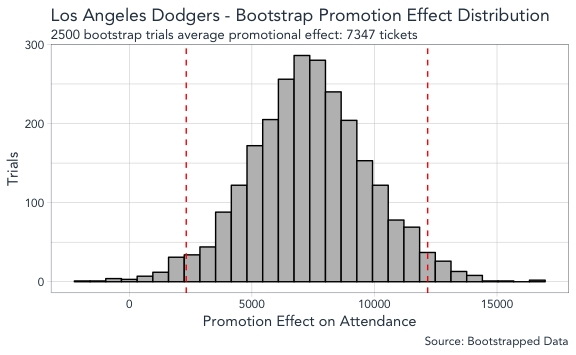 Los Angeles Dodgers - Bootstrap Promotion Effect Distribution
2500 bootstrap trials average promotional effect: 7347 tickets
300
200
100
0
Trials
0 5000 10000 15000
Promotion Effect on Attendance
Source: Bootstrapped Data